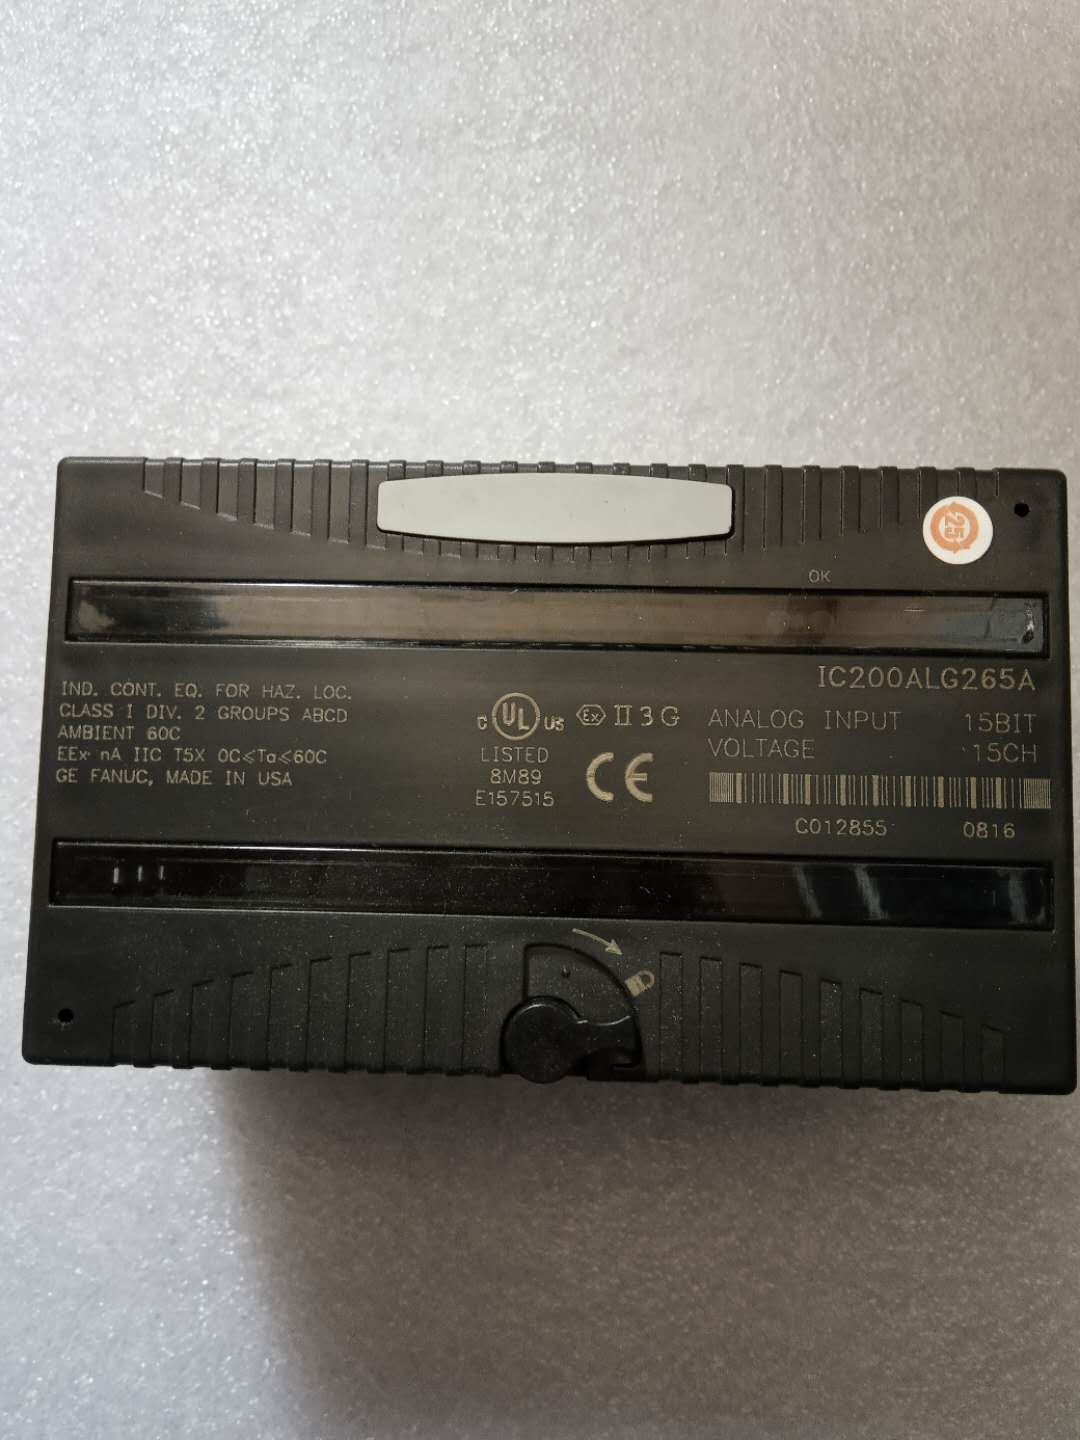 25
OK
IC200ALG265A
IND. CONT. EQ. FOR HAZ. LOC.
CLASS I DIV. 2 GROUPS ABCD
AMBIENT 60C
EEx nA IIC T5X 0C≤Ta≤60C
GE FANUC, MADE IN USA
C UL US
LISTED
8M89
E157515
Ex II 3 G
CE
ANALOG INPUT 15BIT
VOLTAGE 15CH
C012855 0816